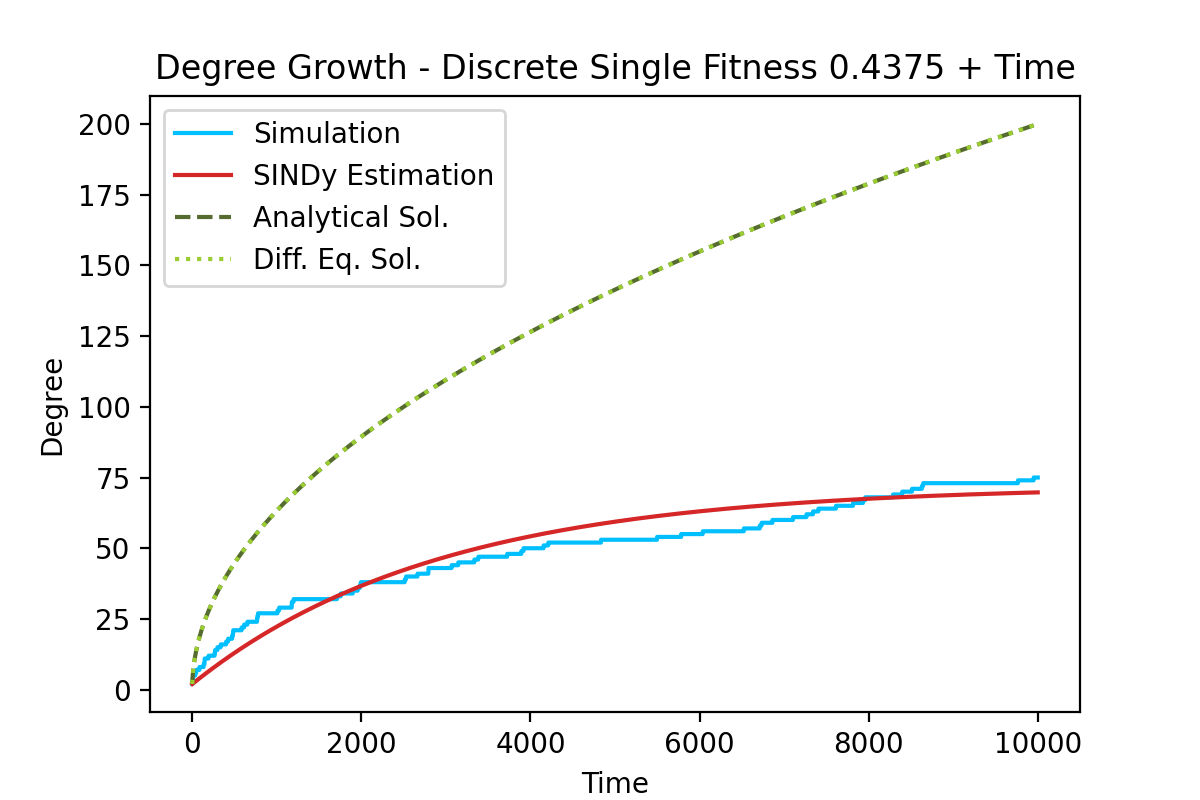 Degree Growth - Discrete Single Fitness 0.4375 + Time
Simulation
SINDy Estimation
Analytical Sol.
Diff. Eq. Sol.
200
175
150
125
100
75
50
25
0
Degree
0 2000 4000 6000 8000 10000
Time